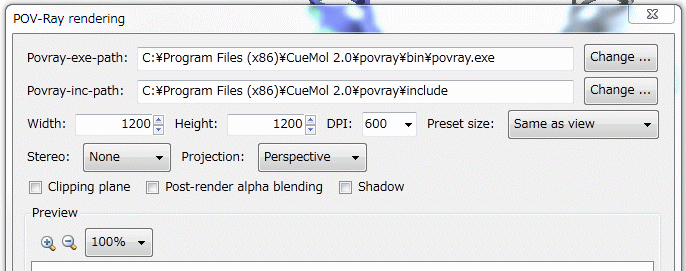 POV-Ray rendering
Povray-exe-path: C:¥Program Files (x86)¥CueMol 2.0¥povray¥bin¥povray.exe Change ...
Povray-inc-path: C:¥Program Files (x86)¥CueMol 2.0¥povray¥include Change ...
Width: 1200 Height: 1200 DPI: 600 Preset size: Same as view
Stereo: None Projection: Perspective
Clipping plane Post-render alpha blending Shadow
Preview
100%